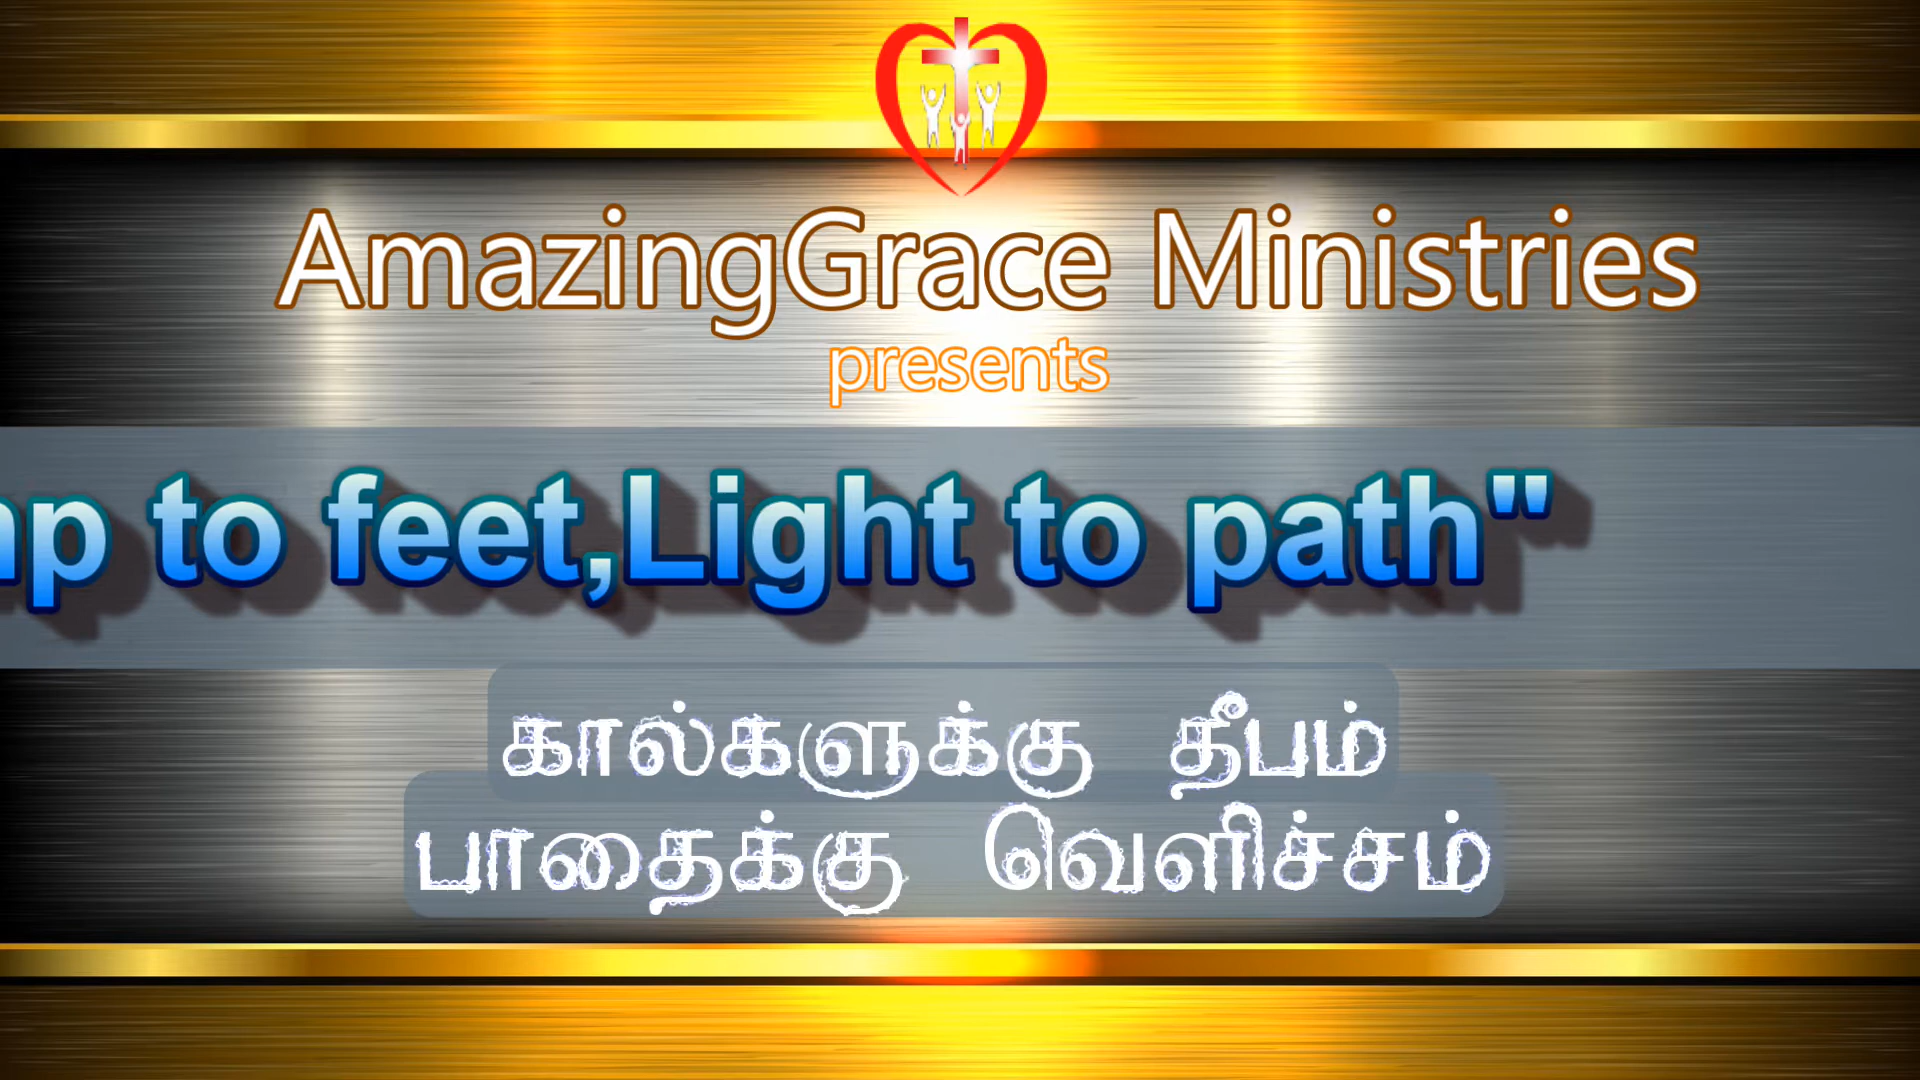 AmazingGrace Ministries
presents
to feet,Light to path"
கால்களுக்கு தீபம்
பாதைக்கு வெளிச்சம்